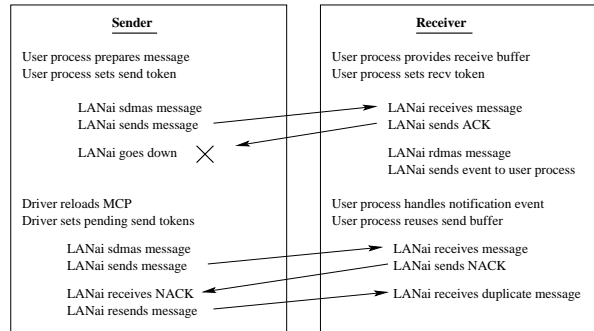 Sender
User process prepares message
User process sets send token
LANai sdmas message
LANai sends message
LANai goes down
Driver reloads MCP
Driver sets pending send tokens
LANai sdmas message
LANai sends message
LANai receives NACK
LANai resends message
Receiver
User process provides receive buffer
User process sets recv token
LANai receives message
LANai sends ACK
LANai rdmas message
LANai sends event to user process
User process handles notification event
User process reuses send buffer
LANai receives message
LANai sends NACK
LANai receives duplicate message